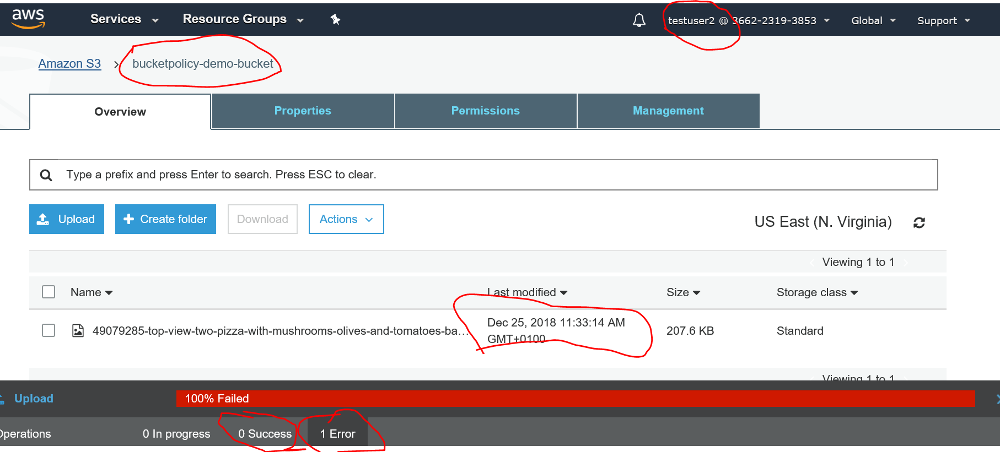 aws Services Resource Groups testuser2 @ 3662-2319-3853 Global Support
Amazon S3 > bucketpolicy-demo-bucket
Overview Properties Permissions Management
Type a prefix and press Enter to search. Press ESC to clear.
Upload Create folder Download Actions US East (N. Virginia)
Viewing 1 to 1
Name Last modified Size Storage class
49079285-top-view-two-pizza-with-mushrooms-olives-and-tomatoes-ba... Dec 25, 2018 11:33:14 AM 207.6 KB Standard
GMT+0100
Viewing 1 to 1
Upload 100% Failed
Operations 0 In progress 0 Success 1 Error